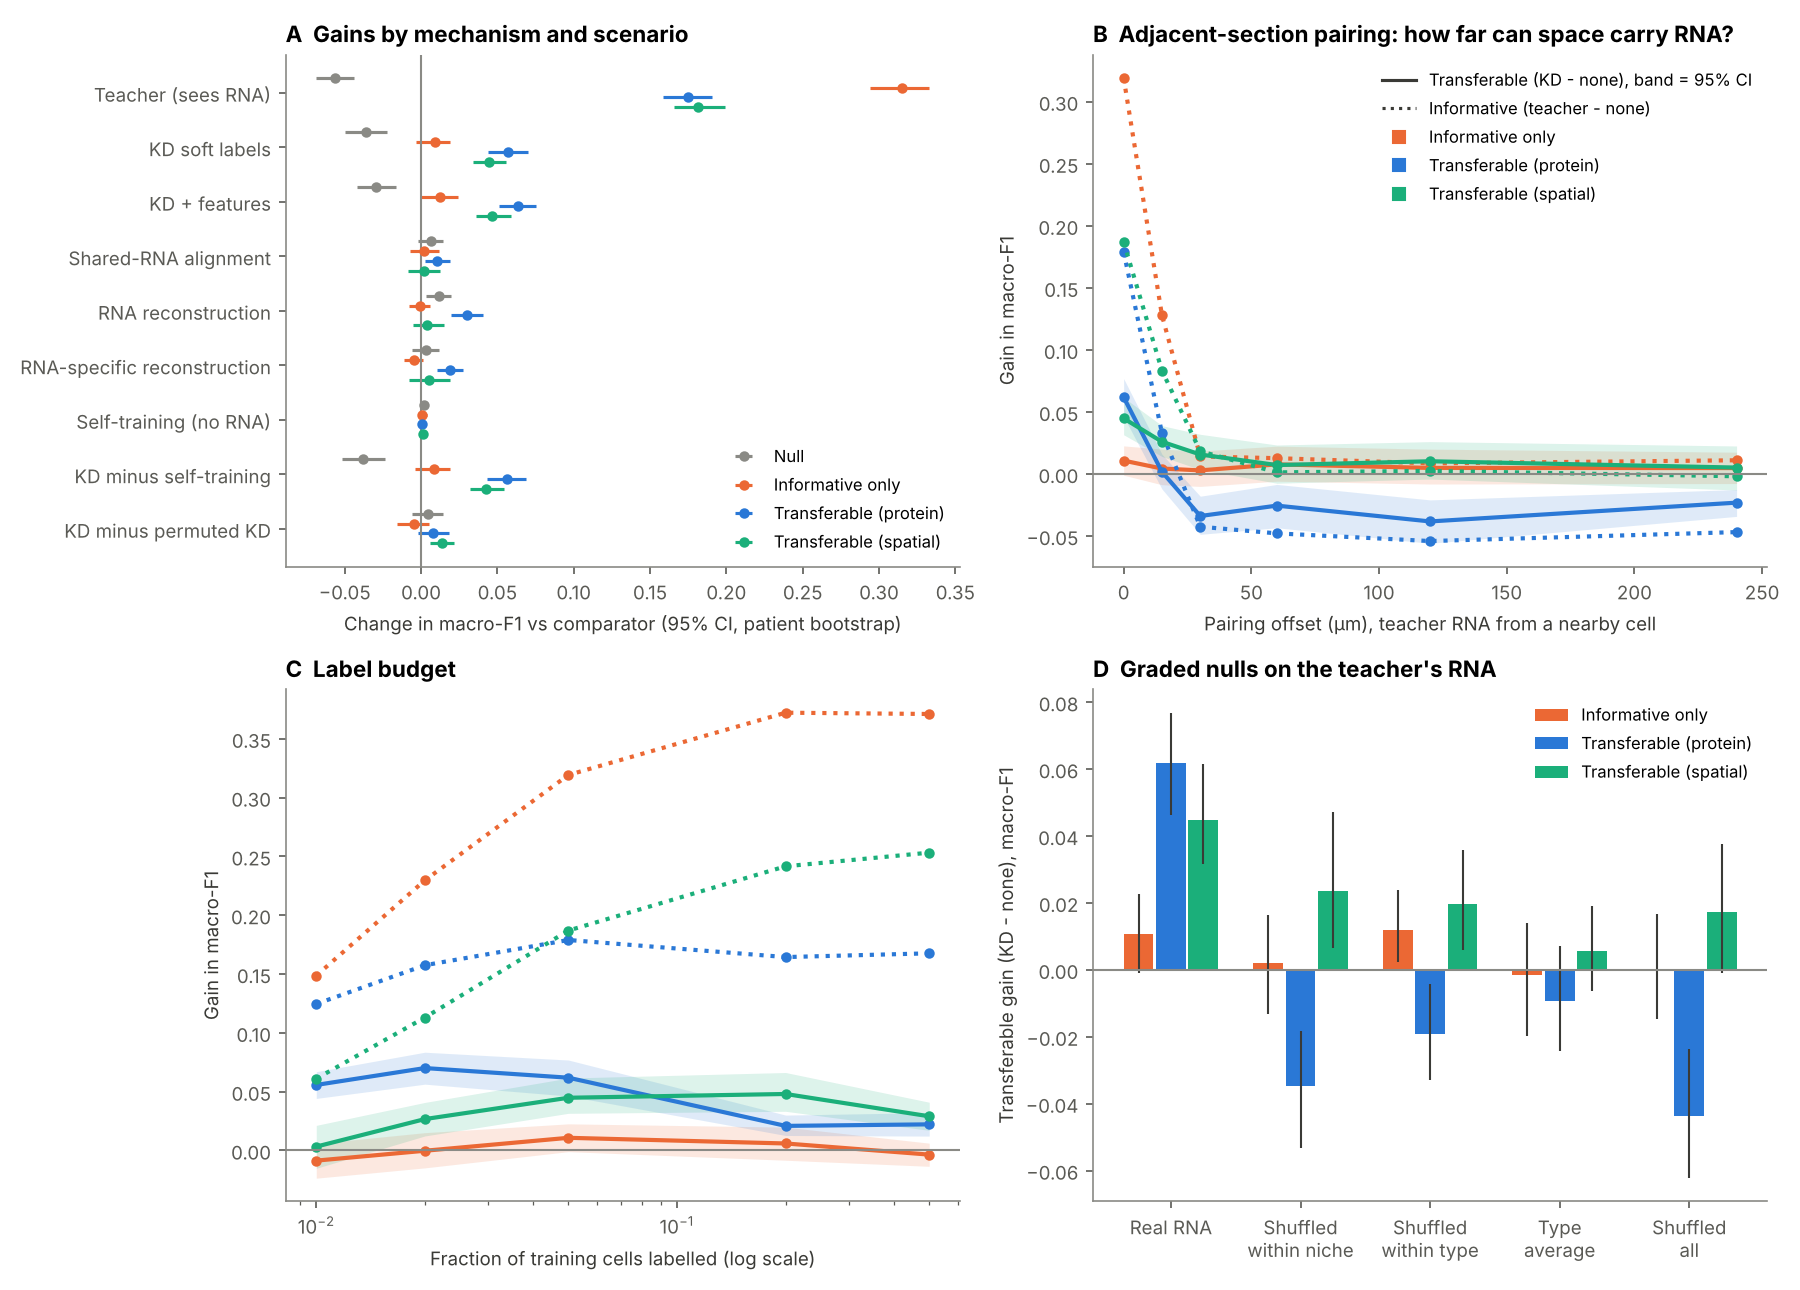 A Gains by mechanism and scenario
Teacher (sees RNA)
KD soft labels
KD + features
Shared-RNA alignment
RNA reconstruction
RNA-specific reconstruction
Self-training (no RNA)
KD minus self-training
KD minus permuted KD
Null
Informative only
Transferable (protein)
Transferable (spatial)
−0.05 0.00 0.05 0.10 0.15 0.20 0.25 0.30 0.35
Change in macro-F1 vs comparator (95% CI, patient bootstrap)
B Adjacent-section pairing: how far can space carry RNA?
Transferable (KD - none), band = 95% CI
Informative (teacher - none)
Informative only
Transferable (protein)
Transferable (spatial)
Gain in macro-F1
0.30
0.25
0.20
0.15
0.10
0.05
0.00
−0.05
0 50 100 150 200 250
Pairing offset (µm), teacher RNA from a nearby cell
C Label budget
Gain in macro-F1
0.35
0.30
0.25
0.20
0.15
0.10
0.05
0.00
10⁻² 10⁻¹
Fraction of training cells labelled (log scale)
D Graded nulls on the teacher's RNA
Informative only
Transferable (protein)
Transferable (spatial)
Transferable gain (KD - none), macro-F1
0.08
0.06
0.04
0.02
0.00
−0.02
−0.04
−0.06
Real RNA
Shuffled
within niche
Shuffled
within type
Type
average
Shuffled
all